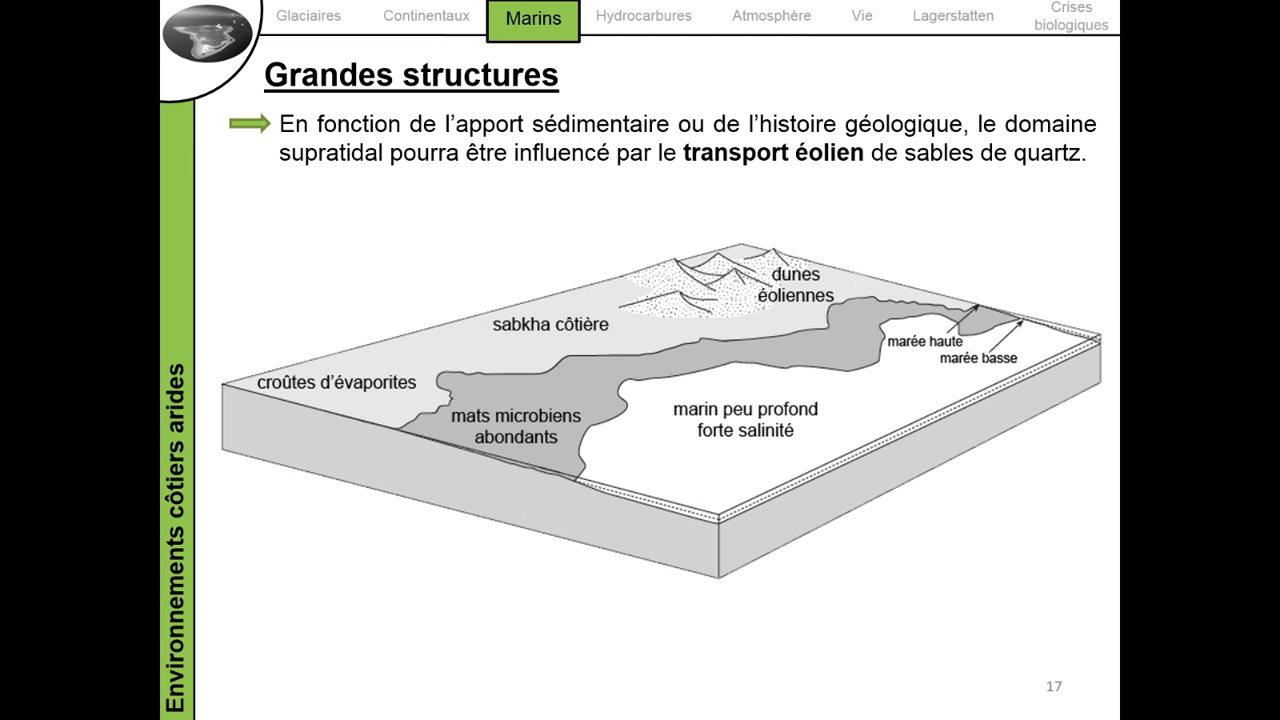 Glaciaires Continentaux Marins Hydrocarbures Atmosphère Vie Lagerstatten Crises biologiques
Grandes structures
En fonction de l’apport sédimentaire ou de l’histoire géologique, le domaine
supratidal pourra être influencé par le transport éolien de sables de quartz.
dunes
éoliennes
sabkha côtière
marée haute
marée basse
croûtes d’évaporites
mats microbiens
abondants
marin peu profond
forte salinité
Environnements côtiers arides
17